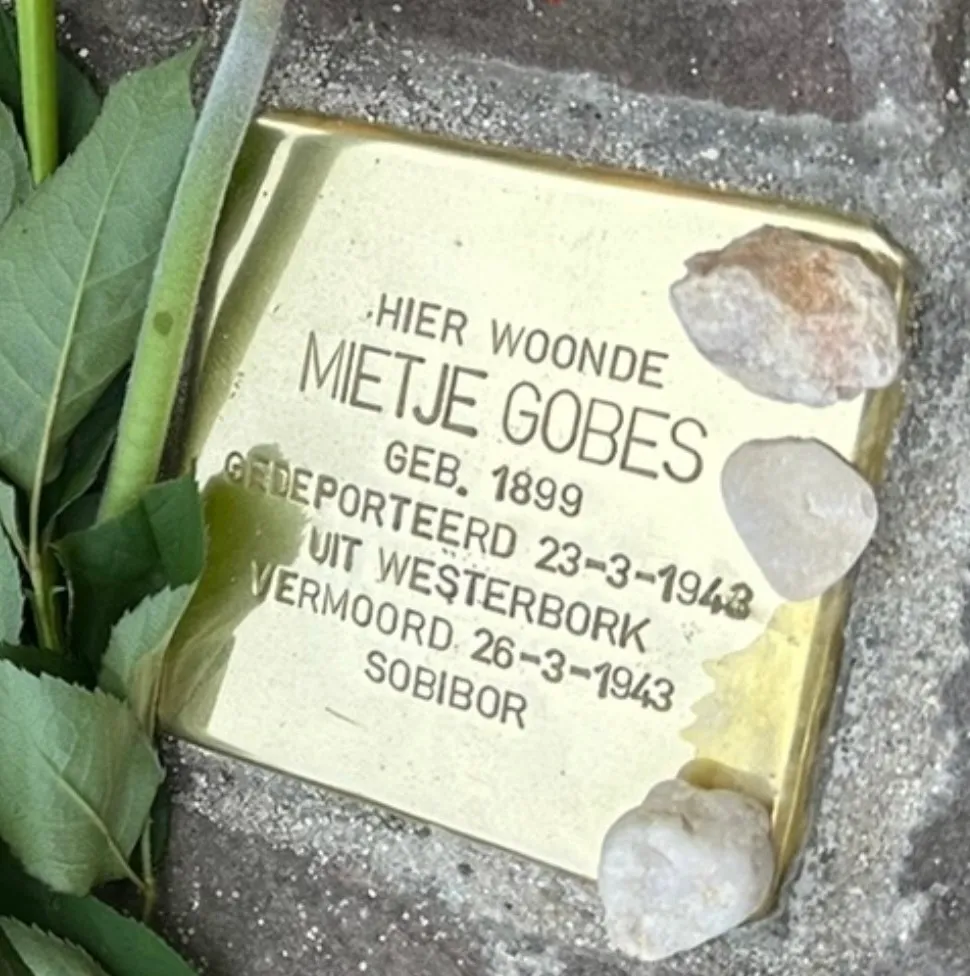 HIER WOONDE
MIETJE GOBES
GEB. 1899
GEDEPORTEERD 23-3-1943
UIT WESTERBORK
VERMOORD 26-3-1943
SOBIBOR